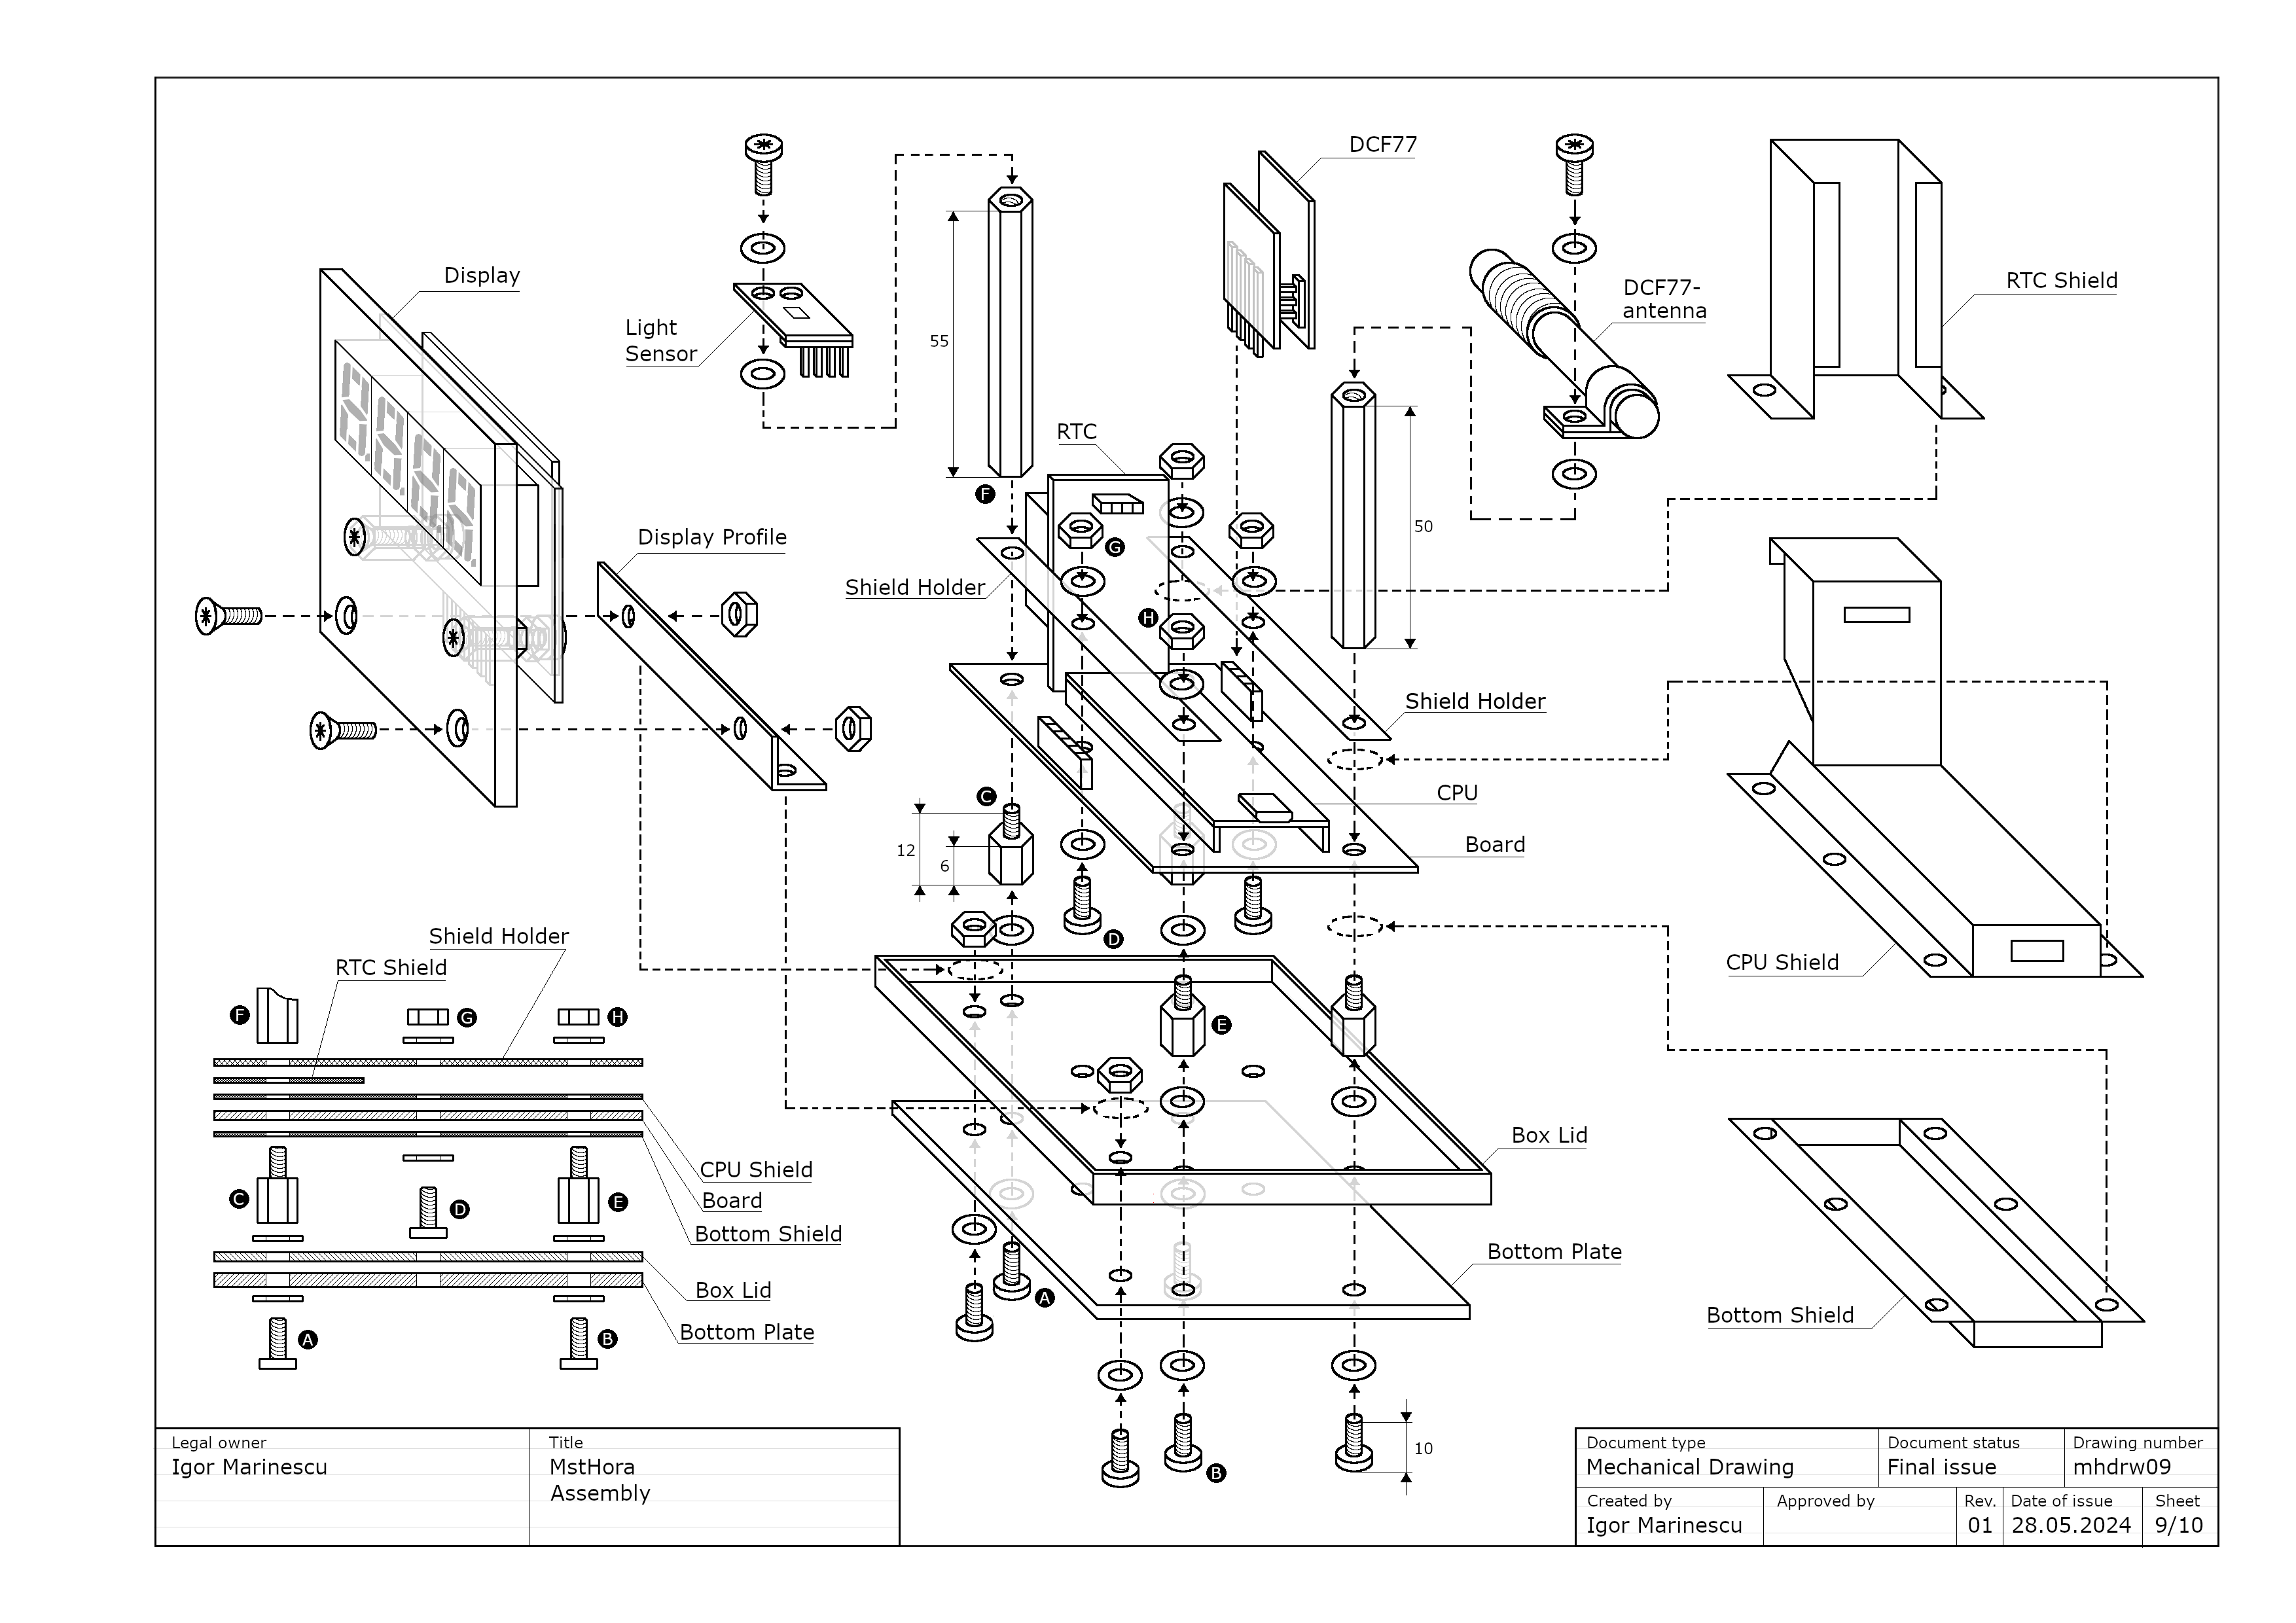 DCF77
Display
Light
Sensor
DCF77-
antenna
RTC Shield
55
RTC
F
50
Display Profile
G
Shield Holder
H
Shield Holder
C
CPU
12
6
Board
Shield Holder
D
RTC Shield
CPU Shield
F
G
H
E
Box Lid
CPU Shield
C
D
E
Board
Bottom Shield
Bottom Plate
Box Lid
A
Bottom Shield
A
B
Bottom Plate
10
B
Legal owner
Igor Marinescu
Title
MstHora
Assembly
Document type
Mechanical Drawing
Document status
Final issue
Drawing number
mhdrw09
Created by
Igor Marinescu
Approved by
Rev.
01
Date of issue
28.05.2024
Sheet
9/10